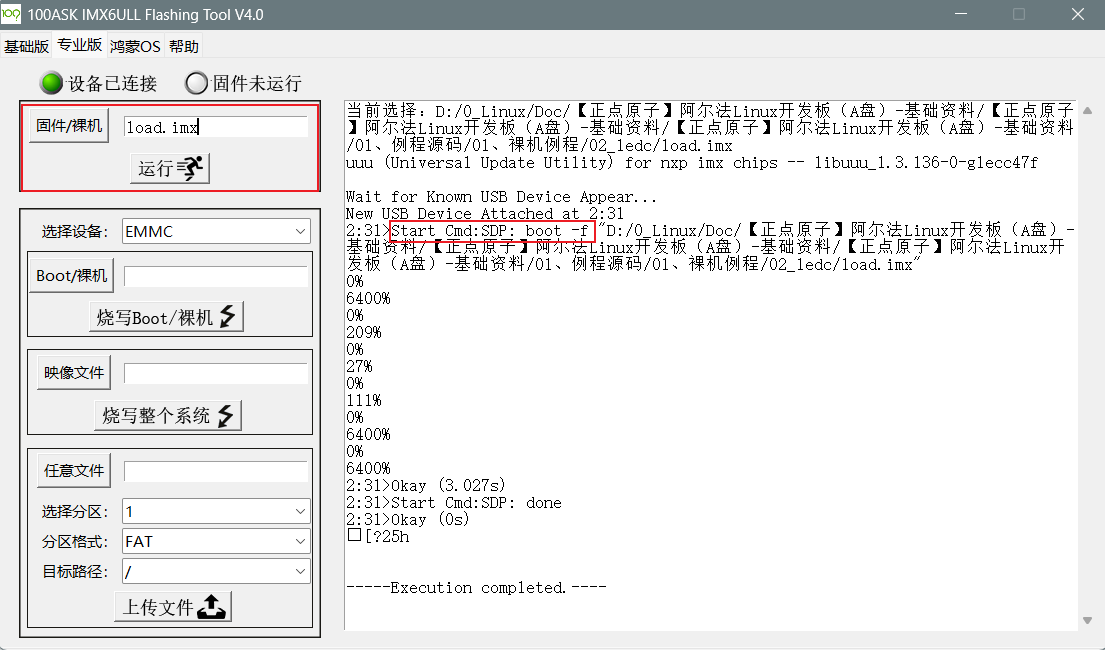 100ASK IMX6ULL Flashing Tool V4.0
基础版 专业版 鸿蒙OS 帮助
设备已连接 固件未运行
固件/裸机 load.imx
运行
选择设备: EMMC
Boot/裸机
烧写Boot/裸机
映像文件
烧写整个系统
任意文件
选择分区: 1
分区格式: FAT
目标路径: /
上传文件
当前选择: D:/0_Linux/Doc/【正点原子】阿尔法Linux开发板（A盘）-基础资料/【正点原子
】阿尔法Linux开发板（A盘）-基础资料/【正点原子】阿尔法Linux开发板（A盘）-基础资料
/01、例程源码/01、裸机例程/02_ledc/load.imx
uuu (Universal Update Utility) for nxp imx chips -- libuuu_1.3.136-0-g1ecc47f
Wait for Known USB Device Appear...
New USB Device Attached at 2:31
2:31>Start Cmd:SDP: boot -f "D:/0_Linux/Doc/【正点原子】阿尔法Linux开发板（A盘）-
基础资料/【正点原子】阿尔法Linux开发板（A盘）-基础资料/【正点原子】阿尔法Linux开
发板（A盘）-基础资料/01、例程源码/01、裸机例程/02_ledc/load.imx"
0%
6400%
0%
209%
0%
27%
0%
111%
0%
6400%
0%
6400%
2:31>Okay (3.027s)
2:31>Start Cmd:SDP: done
2:31>Okay (0s)
□[?25h
-----Execution completed.----